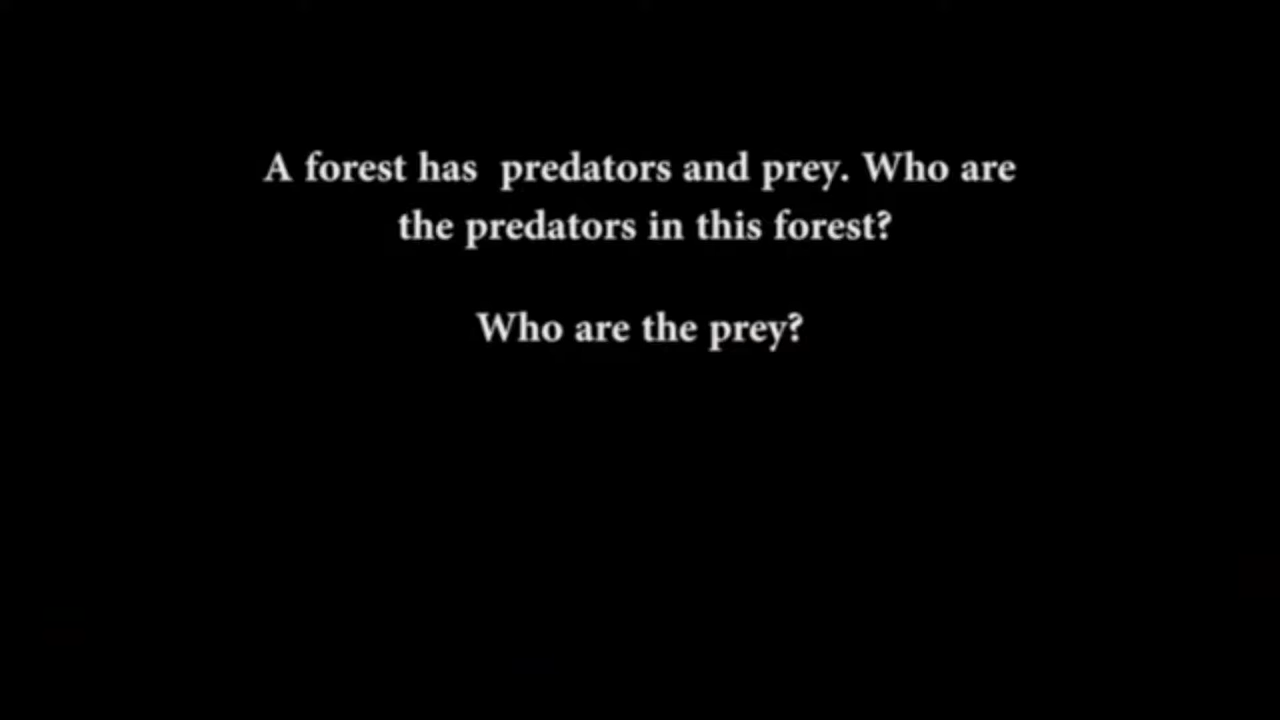 A forest has  predators and prey. Who are
the predators in this forest?
Who are the prey?